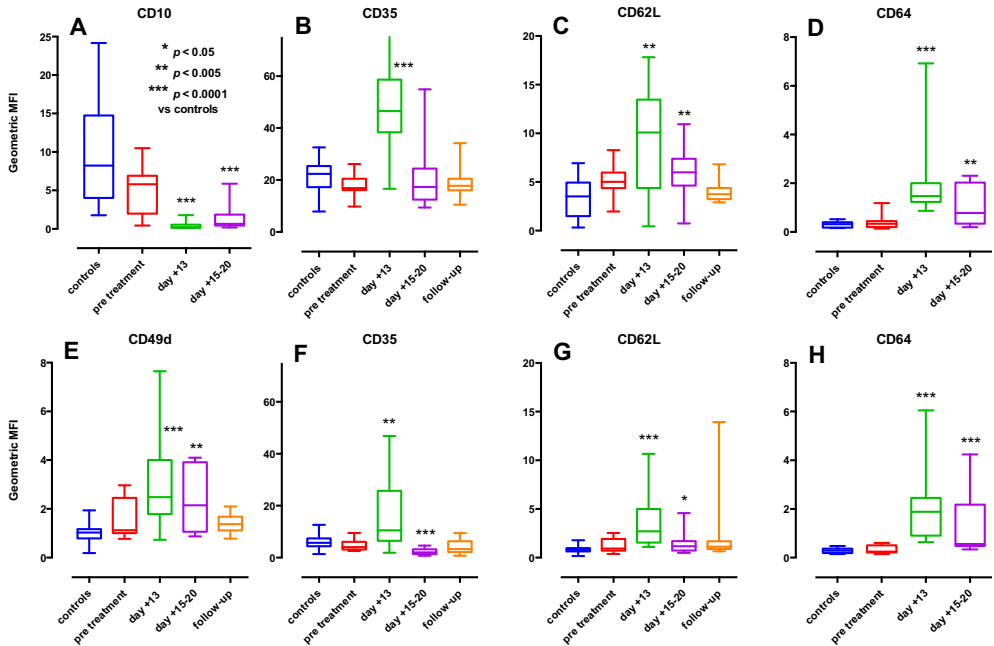 A
CD10
Geometric MFI
25
20
15
10
5
0
* p < 0.05
** p < 0.005
*** p < 0.0001
vs controls
***
***
controls
pre treatment
day +13
day +15-20
B
CD35
60
40
20
0
***
controls
pre treatment
day +13
day +15-20
follow-up
C
CD62L
20
15
10
5
0
**
**
controls
pre treatment
day +13
day +15-20
follow-up
D
CD64
8
6
4
2
0
***
**
controls
pre treatment
day +13
day +15-20
E
CD49d
Geometric MFI
8
6
4
2
0
***
**
controls
pre treatment
day +13
day +15-20
follow-up
F
CD35
60
40
20
0
**
***
controls
pre treatment
day +13
day +15-20
follow-up
G
CD62L
20
15
10
5
0
***
*
controls
pre treatment
day +13
day +15-20
follow-up
H
CD64
8
6
4
2
0
***
***
controls
pre treatment
day +13
day +15-20